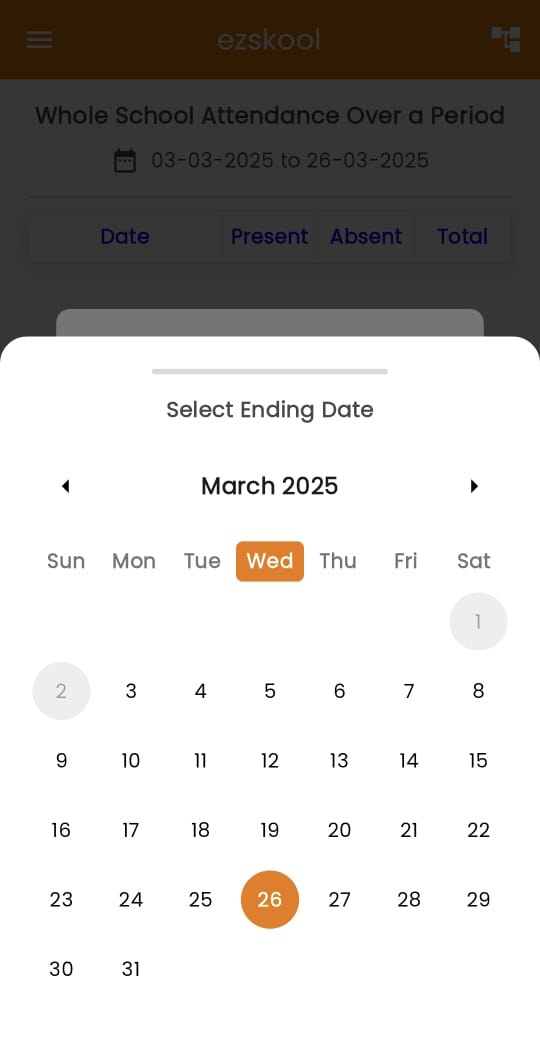 ezskool
Whole School Attendance Over a Period
03-03-2025 to 26-03-2025
Date Present Absent Total
Select Ending Date
March 2025
Sun Mon Tue Wed Thu Fri Sat
1
2 3 4 5 6 7 8
9 10 11 12 13 14 15
16 17 18 19 20 21 22
23 24 25 26 27 28 29
30 31